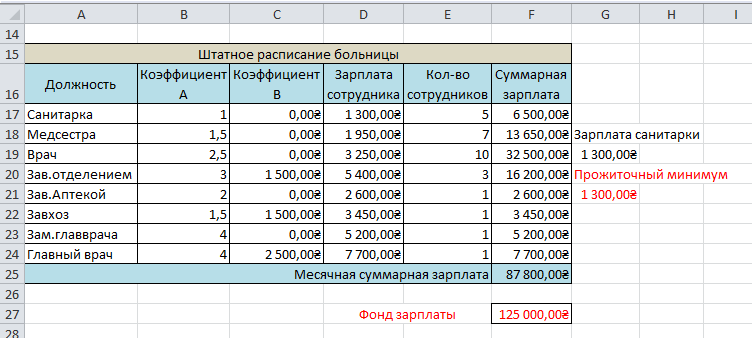 A B C D E F G H I
14
15 Штатное расписание больницы
16 Должность Коэффициент A Коэффициент B Зарплата сотрудника Кол-во сотрудников Суммарная зарплата
17 Санитарка 1 0,00₴ 1 300,00₴ 5 6 500,00₴
18 Медсестра 1,5 0,00₴ 1 950,00₴ 7 13 650,00₴ Зарплата санитарки
19 Врач 2,5 0,00₴ 3 250,00₴ 10 32 500,00₴ 1 300,00₴
20 Зав.отделением 3 1 500,00₴ 5 400,00₴ 3 16 200,00₴ Прожиточный минимум
21 Зав.Аптекой 2 0,00₴ 2 600,00₴ 1 2 600,00₴ 1 300,00₴
22 Завхоз 1,5 1 500,00₴ 3 450,00₴ 1 3 450,00₴
23 Зам.главврача 4 0,00₴ 5 200,00₴ 1 5 200,00₴
24 Главный врач 4 2 500,00₴ 7 700,00₴ 1 7 700,00₴
25 Месячная суммарная зарплата 87 800,00₴
26
27 Фонд зарплаты 125 000,00₴
28